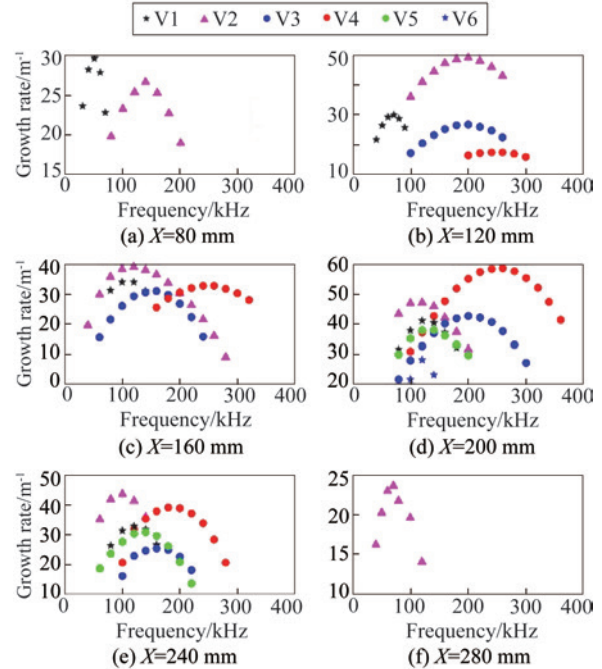 V1 V2 V3 V4 V5 V6
Growth rate/m-1
30
25
20
15
0 100 200 300 400
Frequency/kHz
(a) X=80 mm
50
30
10
0 100 200 300 400
Frequency/kHz
(b) X=120 mm
Growth rate/m-1
40
30
20
10
0
0 100 200 300 400
Frequency/kHz
(c) X=160 mm
60
50
40
30
20
0 100 200 300 400
Frequency/kHz
(d) X=200 mm
Growth rate/m-1
50
40
30
20
10
0 100 200 300 400
Frequency/kHz
(e) X=240 mm
25
20
15
10
0 100 200 300 400
Frequency/kHz
(f) X=280 mm